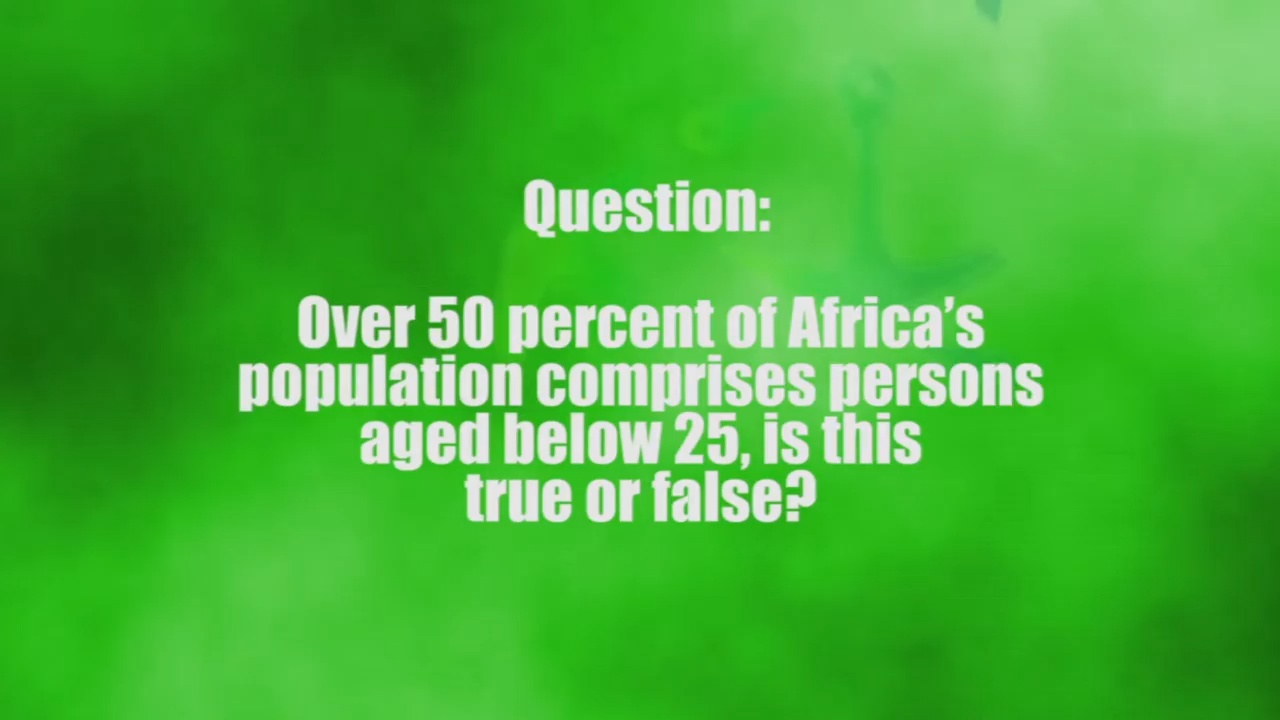 Question:
Over 50 percent of Africa’s
population comprises persons
aged below 25, is this
true or false?